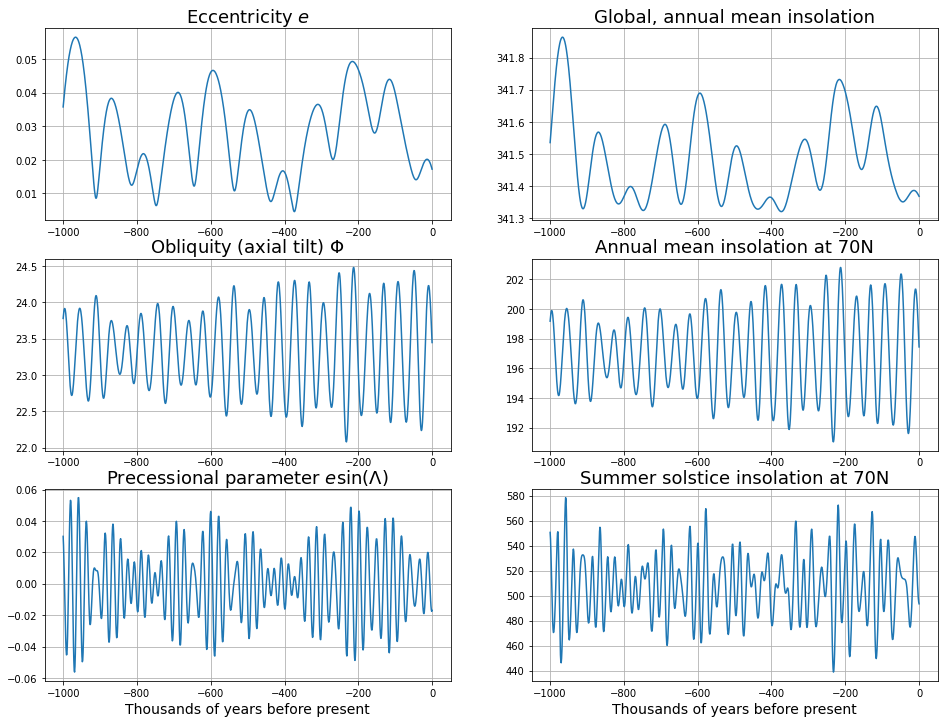 Eccentricity e
0.05
0.04
0.03
0.02
0.01
−1000 −800 −600 −400 −200 0
Global, annual mean insolation
341.8
341.7
341.6
341.5
341.4
341.3
−1000 −800 −600 −400 −200 0
Obliquity (axial tilt) Φ
24.5
24.0
23.5
23.0
22.5
22.0
−1000 −800 −600 −400 −200 0
Annual mean insolation at 70N
202
200
198
196
194
192
−1000 −800 −600 −400 −200 0
Precessional parameter esin(Λ)
0.06
0.04
0.02
0.00
−0.02
−0.04
−0.06
−1000 −800 −600 −400 −200 0
Thousands of years before present
Summer solstice insolation at 70N
580
560
540
520
500
480
460
440
−1000 −800 −600 −400 −200 0
Thousands of years before present